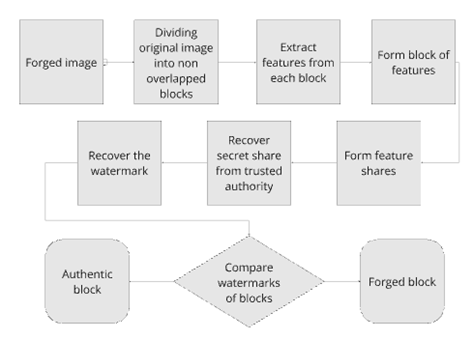 Forged image
Dividing
original image
into non
overlapped
blocks
Extract
features from
each block
Form block of
features
Recover the
watermark
Recover
secret share
from trusted
authority
Form feature
shares
Authentic
block
Compare
watermarks
of blocks
Forged block